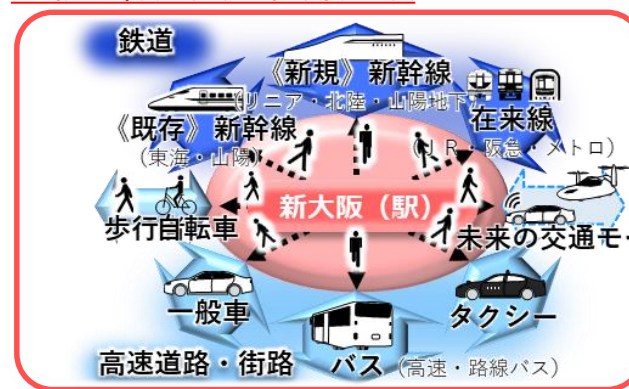 鉄道
《新規》新幹線
(リニア・北陸・山陽地下)
《既存》新幹線
(東海・山陽)
在来線
(JR・阪急・メトロ)
新大阪(駅)
歩行
自転車
未来の交通モー
一般車
タクシー
高速道路・街路
バス(高速・路線バス)